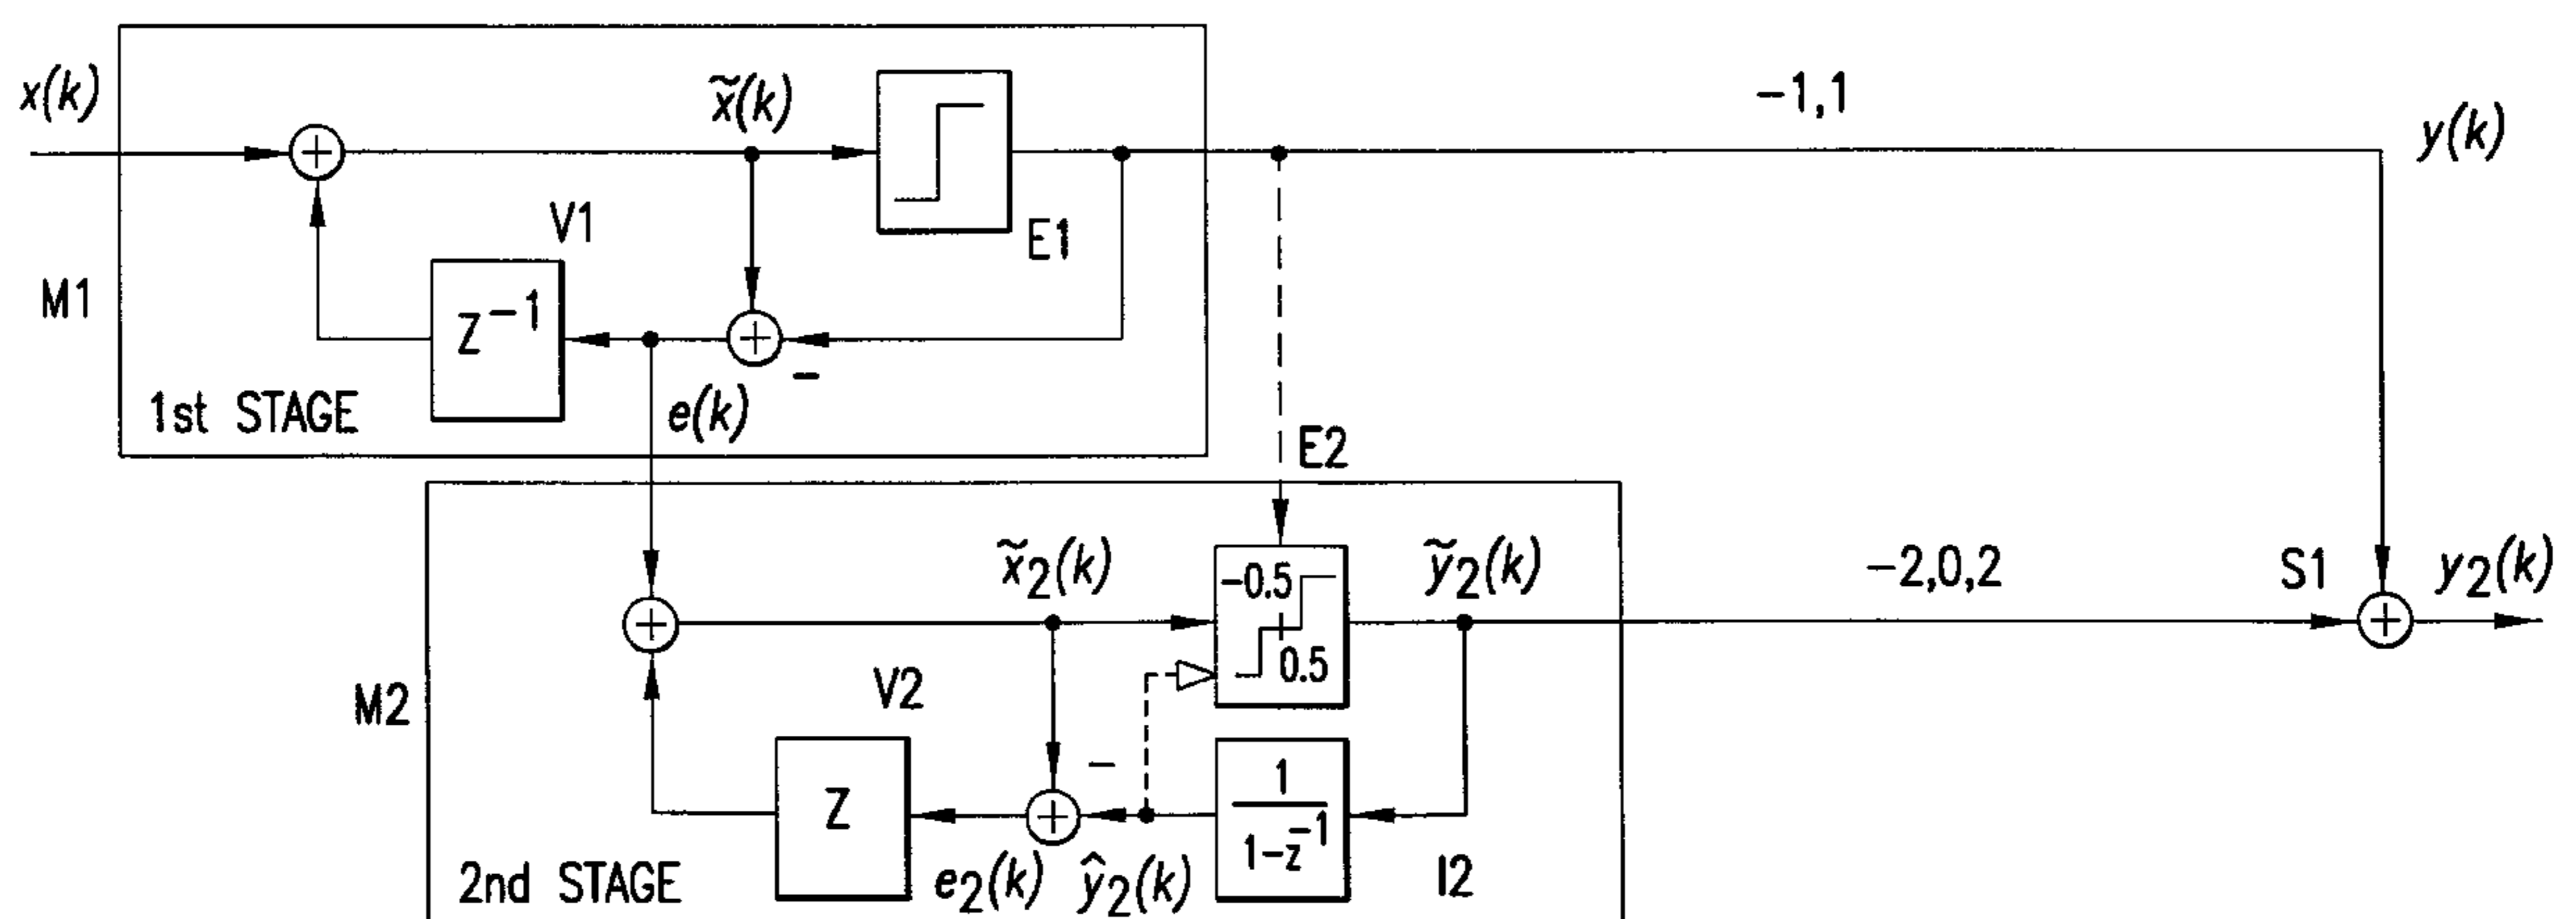 x(k)
x̃(k)
-1,1
y(k)
V1
E1
M1
z⁻¹
-
1st STAGE
e(k)
E2
x̃₂(k)
-0.5
0.5
ỹ₂(k)
-2,0,2
S1
y₂(k)
M2
V2
-
z
1
1-z⁻¹
2nd STAGE
e₂(k)
ŷ₂(k)
I2